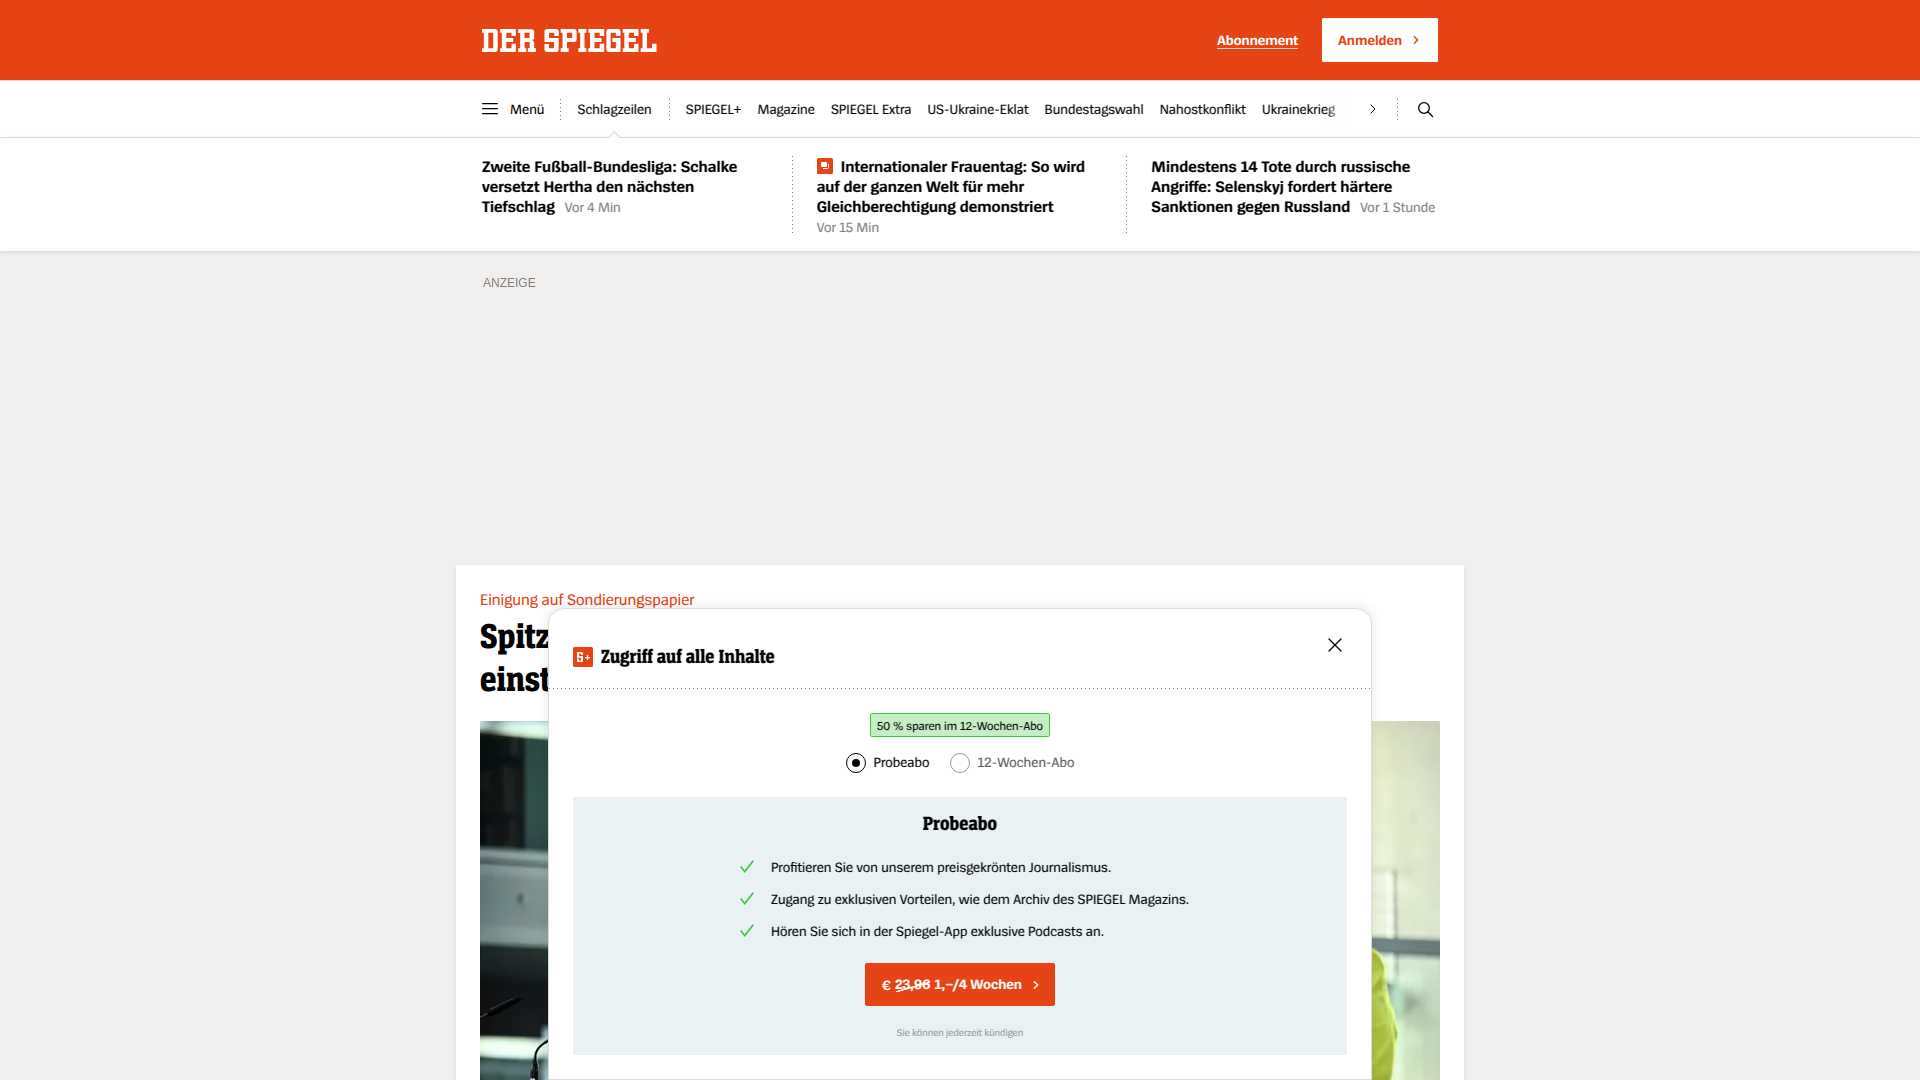 DER SPIEGEL
Abonnement
Anmelden
Menü
Schlagzeilen
SPIEGEL+
Magazine
SPIEGEL Extra
US-Ukraine-Eklat
Bundestagswahl
Nahostkonflikt
Ukrainekrieg
Zweite Fußball-Bundesliga: Schalke
versetzt Hertha den nächsten
Tiefschlag Vor 4 Min
Internationaler Frauentag: So wird
auf der ganzen Welt für mehr
Gleichberechtigung demonstriert
Vor 15 Min
Mindestens 14 Tote durch russische
Angriffe: Selenskyj fordert härtere
Sanktionen gegen Russland Vor 1 Stunde
ANZEIGE
Einigung auf Sondierungspapier
Spitz
einst
Zugriff auf alle Inhalte
50 % sparen im 12-Wochen-Abo
Probeabo
12-Wochen-Abo
Probeabo
Profitieren Sie von unserem preisgekrönten Journalismus.
Zugang zu exklusiven Vorteilen, wie dem Archiv des SPIEGEL Magazins.
Hören Sie sich in der Spiegel-App exklusive Podcasts an.
€ 23,96 1,–/4 Wochen
Sie können jederzeit kündigen